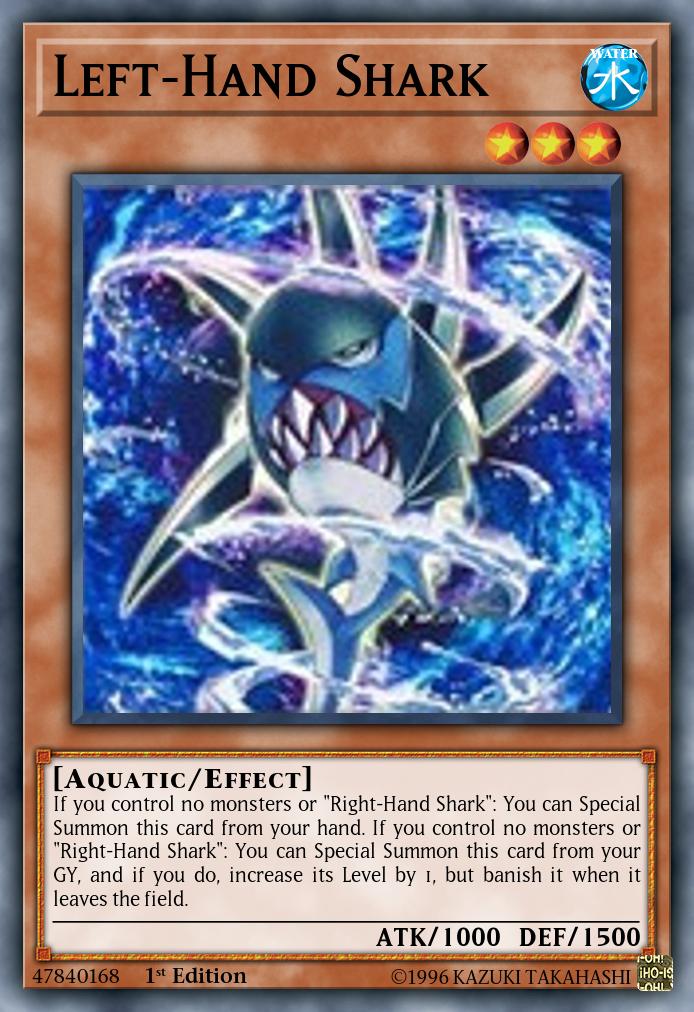 Left-Hand Shark
WATER
水
[Aquatic/Effect]
If you control no monsters or "Right-Hand Shark": You can Special
Summon this card from your hand. If you control no monsters or
"Right-Hand Shark": You can Special Summon this card from your
GY, and if you do, increase its Level by 1, but banish it when it
leaves the field.
ATK/1000 DEF/1500
47840168 1st Edition ©1996 KAZUKI TAKAHASHI